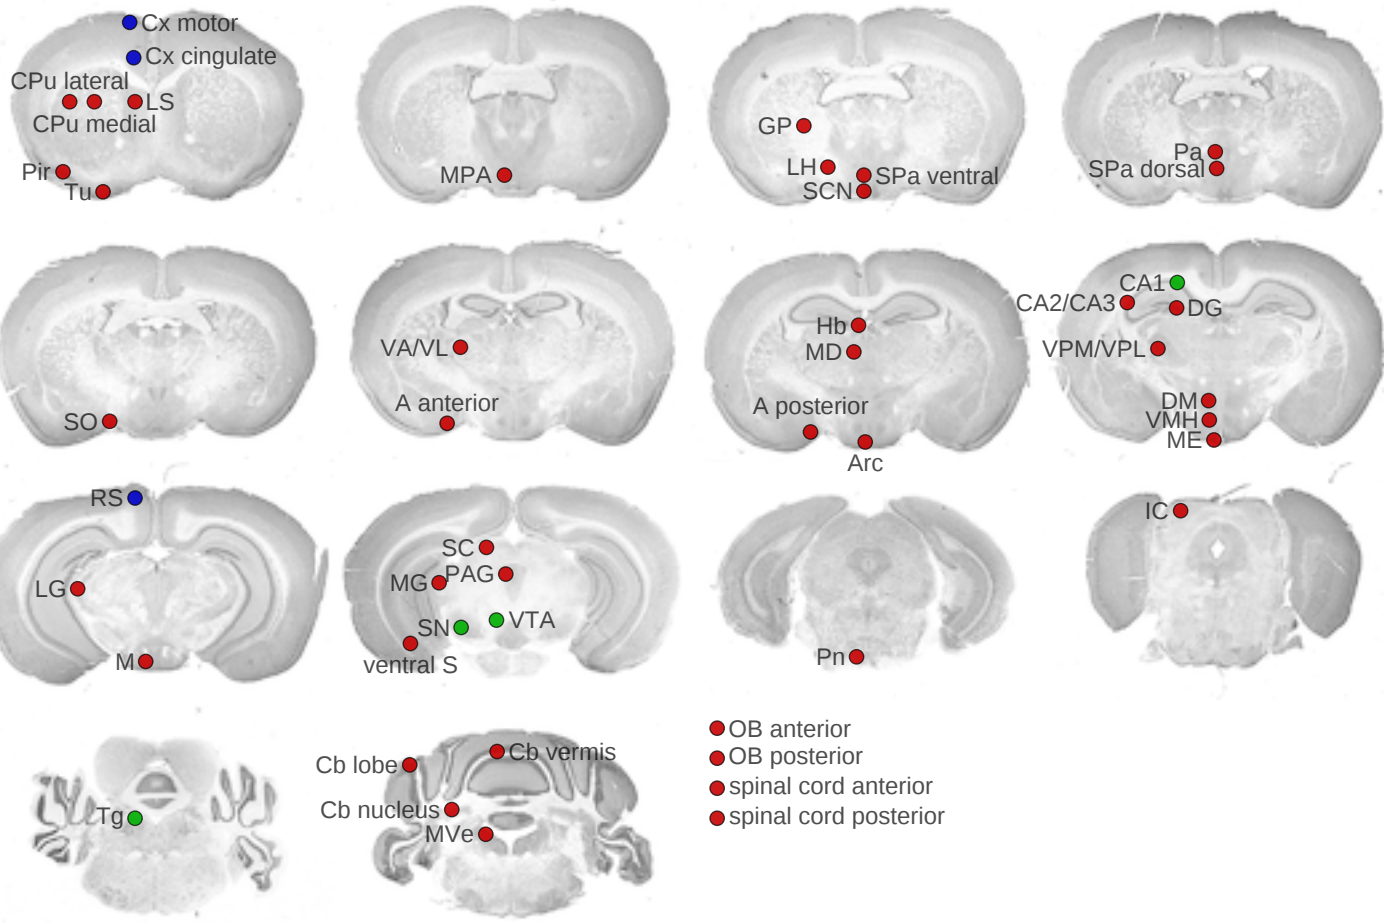 Cx motor
Cx cingulate
CPu lateral
LS
CPu medial
Pir
Tu
MPA
GP
LH
SPa ventral
SCN
Pa
SPa dorsal
SO
VA/VL
A anterior
Hb
MD
A posterior
Arc
CA1
CA2/CA3
DG
VPM/VPL
DM
VMH
ME
RS
LG
M
SC
MG
PAG
SN
VTA
ventral S
Pn
IC
Tg
Cb lobe
Cb vermis
Cb nucleus
MVe
OB anterior
OB posterior
spinal cord anterior
spinal cord posterior